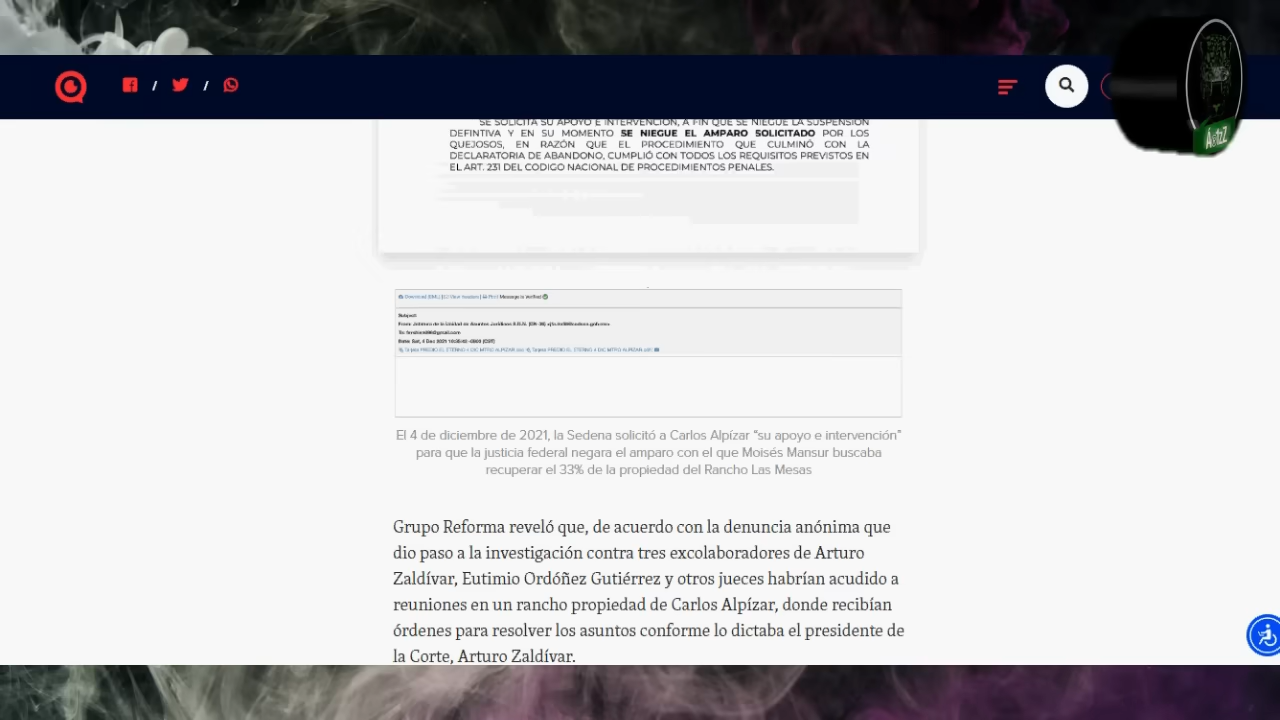 / /
AztZ
SE SOLICITA SU APOYO E INTERVENCIÓN, A FIN QUE SE NIEGUE LA SUSPENSIÓN
DEFINTIVA Y EN SU MOMENTO SE NIEGUE EL AMPARO SOLICITADO POR LOS
QUEJOSOS, EN RAZÓN QUE EL PROCEDIMIENTO QUE CULMINÓ CON LA
DECLARATORIA DE ABANDONO, CUMPLIÓ CON TODOS LOS REQUISITOS PREVISTOS EN
EL ART. 231 DEL CODIGO NACIONAL DE PROCEDIMIENTOS PENALES.
Message is Verified
Subject
El 4 de diciembre de 2021, la Sedena solicitó a Carlos Alpízar “su apoyo e intervención”
para que la justicia federal negara el amparo con el que Moisés Mansur buscaba
recuperar el 33% de la propiedad del Rancho Las Mesas
Grupo Reforma reveló que, de acuerdo con la denuncia anónima que
dio paso a la investigación contra tres excolaboradores de Arturo
Zaldívar, Eutimio Ordóñez Gutiérrez y otros jueces habrían acudido a
reuniones en un rancho propiedad de Carlos Alpízar, donde recibían
órdenes para resolver los asuntos conforme lo dictaba el presidente de
la Corte, Arturo Zaldívar.